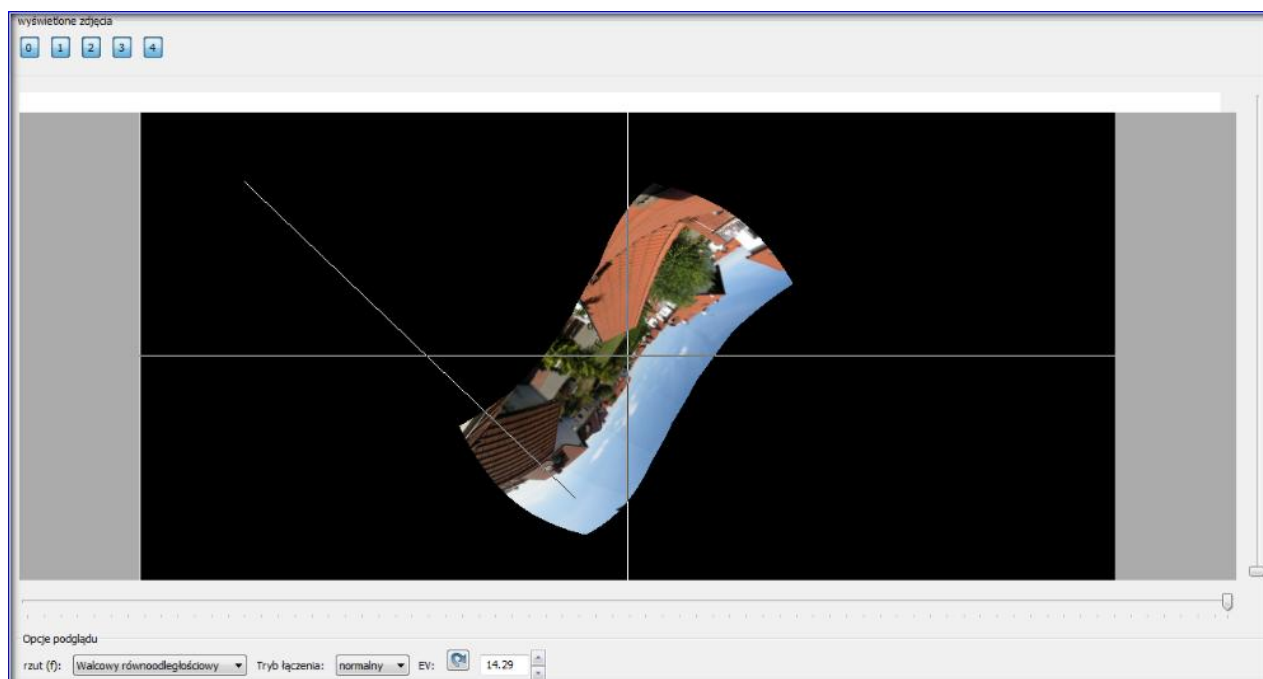 wyświetlone zdjęcia
0 1 2 3 4
Opcje podglądu
rzut (f): Walcowy równoodległościowy Tryb łączenia: normalny EV: 14.29